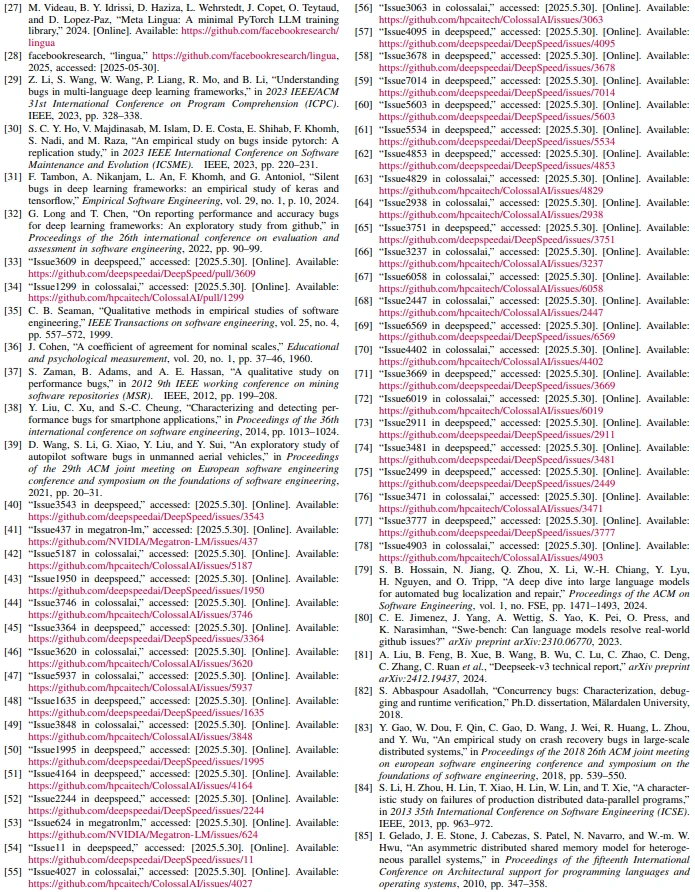 [27] M. Videau, B. Y. Idrissi, D. Haziza, L. Wehrstedt, J. Copet, O. Teytaud,
and D. Lopez-Paz, “Meta Lingua: A minimal PyTorch LLM training
library,” 2024. [Online]. Available: https://github.com/facebookresearch/
lingua
[28] facebookresearch, “lingua,” https://github.com/facebookresearch/lingua,
2025, accessed: [2025-05-30].
[29] Z. Li, S. Wang, W. Wang, P. Liang, R. Mo, and B. Li, “Understanding
bugs in multi-language deep learning frameworks,” in 2023 IEEE/ACM
31st International Conference on Program Comprehension (ICPC).
IEEE, 2023, pp. 328–338.
[30] S. C. Y. Ho, V. Majdinasab, M. Islam, D. E. Costa, E. Shihab, F. Khomh,
S. Nadi, and M. Raza, “An empirical study on bugs inside pytorch: A
replication study,” in 2023 IEEE International Conference on Software
Maintenance and Evolution (ICSME). IEEE, 2023, pp. 220–231.
[31] F. Tambon, A. Nikanjam, L. An, F. Khomh, and G. Antoniol, “Silent
bugs in deep learning frameworks: an empirical study of keras and
tensorflow,” Empirical Software Engineering, vol. 29, no. 1, p. 10, 2024.
[32] G. Long and T. Chen, “On reporting performance and accuracy bugs
for deep learning frameworks: An exploratory study from github,” in
Proceedings of the 26th international conference on evaluation and
assessment in software engineering, 2022, pp. 90–99.
[33] “Issue3609 in deepspeed,” accessed: [2025.5.30]. [Online]. Available:
https://github.com/deepspeedai/DeepSpeed/pull/3609
[34] “Issue1299 in colossalai,” accessed: [2025.5.30]. [Online]. Available:
https://github.com/hpcaitech/ColossalAI/pull/1299
[35] C. B. Seaman, “Qualitative methods in empirical studies of software
engineering,” IEEE Transactions on software engineering, vol. 25, no. 4,
pp. 557–572, 1999.
[36] J. Cohen, “A coefficient of agreement for nominal scales,” Educational
and psychological measurement, vol. 20, no. 1, pp. 37–46, 1960.
[37] S. Zaman, B. Adams, and A. E. Hassan, “A qualitative study on
performance bugs,” in 2012 9th IEEE working conference on mining
software repositories (MSR). IEEE, 2012, pp. 199–208.
[38] Y. Liu, C. Xu, and S.-C. Cheung, “Characterizing and detecting per-
formance bugs for smartphone applications,” in Proceedings of the 36th
international conference on software engineering, 2014, pp. 1013–1024.
[39] D. Wang, S. Li, G. Xiao, Y. Liu, and Y. Sui, “An exploratory study of
autopilot software bugs in unmanned aerial vehicles,” in Proceedings
of the 29th ACM joint meeting on European software engineering
conference and symposium on the foundations of software engineering,
2021, pp. 20–31.
[40] “Issue3543 in deepspeed,” accessed: [2025.5.30]. [Online]. Available:
https://github.com/deepspeedai/DeepSpeed/issues/3543
[41] “Issue437 in megatron-lm,” accessed: [2025.5.30]. [Online]. Available:
https://github.com/NVIDIA/Megatron-LM/issues/437
[42] “Issue5187 in colossalai,” accessed: [2025.5.30]. [Online]. Available:
https://github.com/hpcaitech/ColossalAI/issues/5187
[43] “Issue1950 in deepspeed,” accessed: [2025.5.30]. [Online]. Available:
https://github.com/deepspeedai/DeepSpeed/issues/1950
[44] “Issue3746 in colossalai,” accessed: [2025.5.30]. [Online]. Available:
https://github.com/hpcaitech/ColossalAI/issues/3746
[45] “Issue3364 in deepspeed,” accessed: [2025.5.30]. [Online]. Available:
https://github.com/deepspeedai/DeepSpeed/issues/3364
[46] “Issue3620 in colossalai,” accessed: [2025.5.30]. [Online]. Available:
https://github.com/hpcaitech/ColossalAI/issues/3620
[47] “Issue5937 in colossalai,” accessed: [2025.5.30]. [Online]. Available:
https://github.com/hpcaitech/ColossalAI/issues/5937
[48] “Issue1635 in deepspeed,” accessed: [2025.5.30]. [Online]. Available:
https://github.com/deepspeedai/DeepSpeed/issues/1635
[49] “Issue3848 in colossalai,” accessed: [2025.5.30]. [Online]. Available:
https://github.com/hpcaitech/ColossalAI/issues/3848
[50] “Issue1995 in deepspeed,” accessed: [2025.5.30]. [Online]. Available:
https://github.com/deepspeedai/DeepSpeed/issues/1995
[51] “Issue4164 in deepspeed,” accessed: [2025.5.30]. [Online]. Available:
https://github.com/hpcaitech/ColossalAI/issues/4164
[52] “Issue2244 in deepspeed,” accessed: [2025.5.30]. [Online]. Available:
https://github.com/deepspeedai/DeepSpeed/issues/2244
[53] “Issue624 in megatronlm,” accessed: [2025.5.30]. [Online]. Available:
https://github.com/NVIDIA/Megatron-LM/issues/624
[54] “Issue11 in deepspeed,” accessed: [2025.5.30]. [Online]. Available:
https://github.com/deepspeedai/DeepSpeed/issues/11
[55] “Issue4027 in colossalai,” accessed: [2025.5.30]. [Online]. Available:
https://github.com/hpcaitech/ColossalAI/issues/4027
[56] “Issue3063 in colossalai,” accessed: [2025.5.30]. [Online]. Available:
https://github.com/hpcaitech/ColossalAI/issues/3063
[57] “Issue4095 in deepspeed,” accessed: [2025.5.30]. [Online]. Available:
https://github.com/deepspeedai/DeepSpeed/issues/4095
[58] “Issue3678 in deepspeed,” accessed: [2025.5.30]. [Online]. Available:
https://github.com/deepspeedai/DeepSpeed/issues/3678
[59] “Issue7014 in deepspeed,” accessed: [2025.5.30]. [Online]. Available:
https://github.com/deepspeedai/DeepSpeed/issues/7014
[60] “Issue5603 in deepspeed,” accessed: [2025.5.30]. [Online]. Available:
https://github.com/deepspeedai/DeepSpeed/issues/5603
[61] “Issue5534 in deepspeed,” accessed: [2025.5.30]. [Online]. Available:
https://github.com/deepspeedai/DeepSpeed/issues/5534
[62] “Issue4853 in deepspeed,” accessed: [2025.5.30]. [Online]. Available:
https://github.com/deepspeedai/DeepSpeed/issues/4853
[63] “Issue4829 in deepspeed,” accessed: [2025.5.30]. [Online]. Available:
https://github.com/hpcaitech/ColossalAI/issues/4829
[64] “Issue2938 in colossalai,” accessed: [2025.5.30]. [Online]. Available:
https://github.com/hpcaitech/ColossalAI/issues/2938
[65] “Issue3751 in deepspeed,” accessed: [2025.5.30]. [Online]. Available:
https://github.com/deepspeedai/DeepSpeed/issues/3751
[66] “Issue3237 in colossalai,” accessed: [2025.5.30]. [Online]. Available:
https://github.com/hpcaitech/ColossalAI/issues/3237
[67] “Issue6058 in colossalai,” accessed: [2025.5.30]. [Online]. Available:
https://github.com/hpcaitech/ColossalAI/issues/6058
[68] “Issue2447 in colossalai,” accessed: [2025.5.30]. [Online]. Available:
https://github.com/hpcaitech/ColossalAI/issues/2447
[69] “Issue6569 in deepspeed,” accessed: [2025.5.30]. [Online]. Available:
https://github.com/deepspeedai/DeepSpeed/issues/6569
[70] “Issue4402 in colossalai,” accessed: [2025.5.30]. [Online]. Available:
https://github.com/hpcaitech/ColossalAI/issues/4402
[71] “Issue3669 in deepspeed,” accessed: [2025.5.30]. [Online]. Available:
https://github.com/deepspeedai/DeepSpeed/issues/3669
[72] “Issue6019 in colossalai,” accessed: [2025.5.30]. [Online]. Available:
https://github.com/hpcaitech/ColossalAI/issues/6019
[73] “Issue2911 in deepspeed,” accessed: [2025.5.30]. [Online]. Available:
https://github.com/deepspeedai/DeepSpeed/issues/2911
[74] “Issue3481 in deepspeed,” accessed: [2025.5.30]. [Online]. Available:
https://github.com/deepspeedai/DeepSpeed/issues/3481
[75] “Issue2499 in deepspeed,” accessed: [2025.5.30]. [Online]. Available:
https://github.com/deepspeedai/DeepSpeed/issues/2449
[76] “Issue3471 in colossalai,” accessed: [2025.5.30]. [Online]. Available:
https://github.com/hpcaitech/ColossalAI/issues/3471
[77] “Issue3777 in deepspeed,” accessed: [2025.5.30]. [Online]. Available:
https://github.com/deepspeedai/DeepSpeed/issues/3777
[78] “Issue4903 in colossalai,” accessed: [2025.5.30]. [Online]. Available:
https://github.com/hpcaitech/ColossalAI/issues/4903
[79] S. B. Hossain, N. Jiang, Q. Zhou, X. Li, W.-H. Chiang, Y. Lyu,
H. Nguyen, and O. Tripp, “A deep dive into large language models
for automated bug localization and repair,” Proceedings of the ACM on
Software Engineering, vol. 1, no. FSE, pp. 1471–1493, 2024.
[80] C. E. Jimenez, J. Yang, A. Wettig, S. Yao, K. Pei, O. Press, and
K. Narasimhan, “Swe-bench: Can language models resolve real-world
github issues?” arXiv preprint arXiv:2310.06770, 2023.
[81] A. Liu, B. Feng, B. Xue, B. Wang, B. Wu, C. Lu, C. Zhao, C. Deng,
C. Zhang, C. Ruan et al., “Deepseek-v3 technical report,” arXiv preprint
arXiv:2412.19437, 2024.
[82] S. Abbaspour Asadollah, “Concurrency bugs: Characterization, debug-
ging and runtime verification,” Ph.D. dissertation, Mälardalen University,
2018.
[83] Y. Gao, W. Dou, F. Qin, C. Gao, D. Wang, J. Wei, R. Huang, L. Zhou,
and Y. Wu, “An empirical study on crash recovery bugs in large-scale
distributed systems,” in Proceedings of the 2018 26th ACM joint meeting
on european software engineering conference and symposium on the
foundations of software engineering, 2018, pp. 539–550.
[84] S. Li, H. Zhou, H. Lin, T. Xiao, H. Lin, W. Lin, and T. Xie, “A character-
istic study on failures of production distributed data-parallel programs,”
in 2013 35th International Conference on Software Engineering (ICSE).
IEEE, 2013, pp. 963–972.
[85] I. Gelado, J. E. Stone, J. Cabezas, S. Patel, N. Navarro, and W.-m. W.
Hwu, “An asymmetric distributed shared memory model for heteroge-
neous parallel systems,” in Proceedings of the fifteenth International
Conference on Architectural support for programming languages and
operating systems, 2010, pp. 347–358.